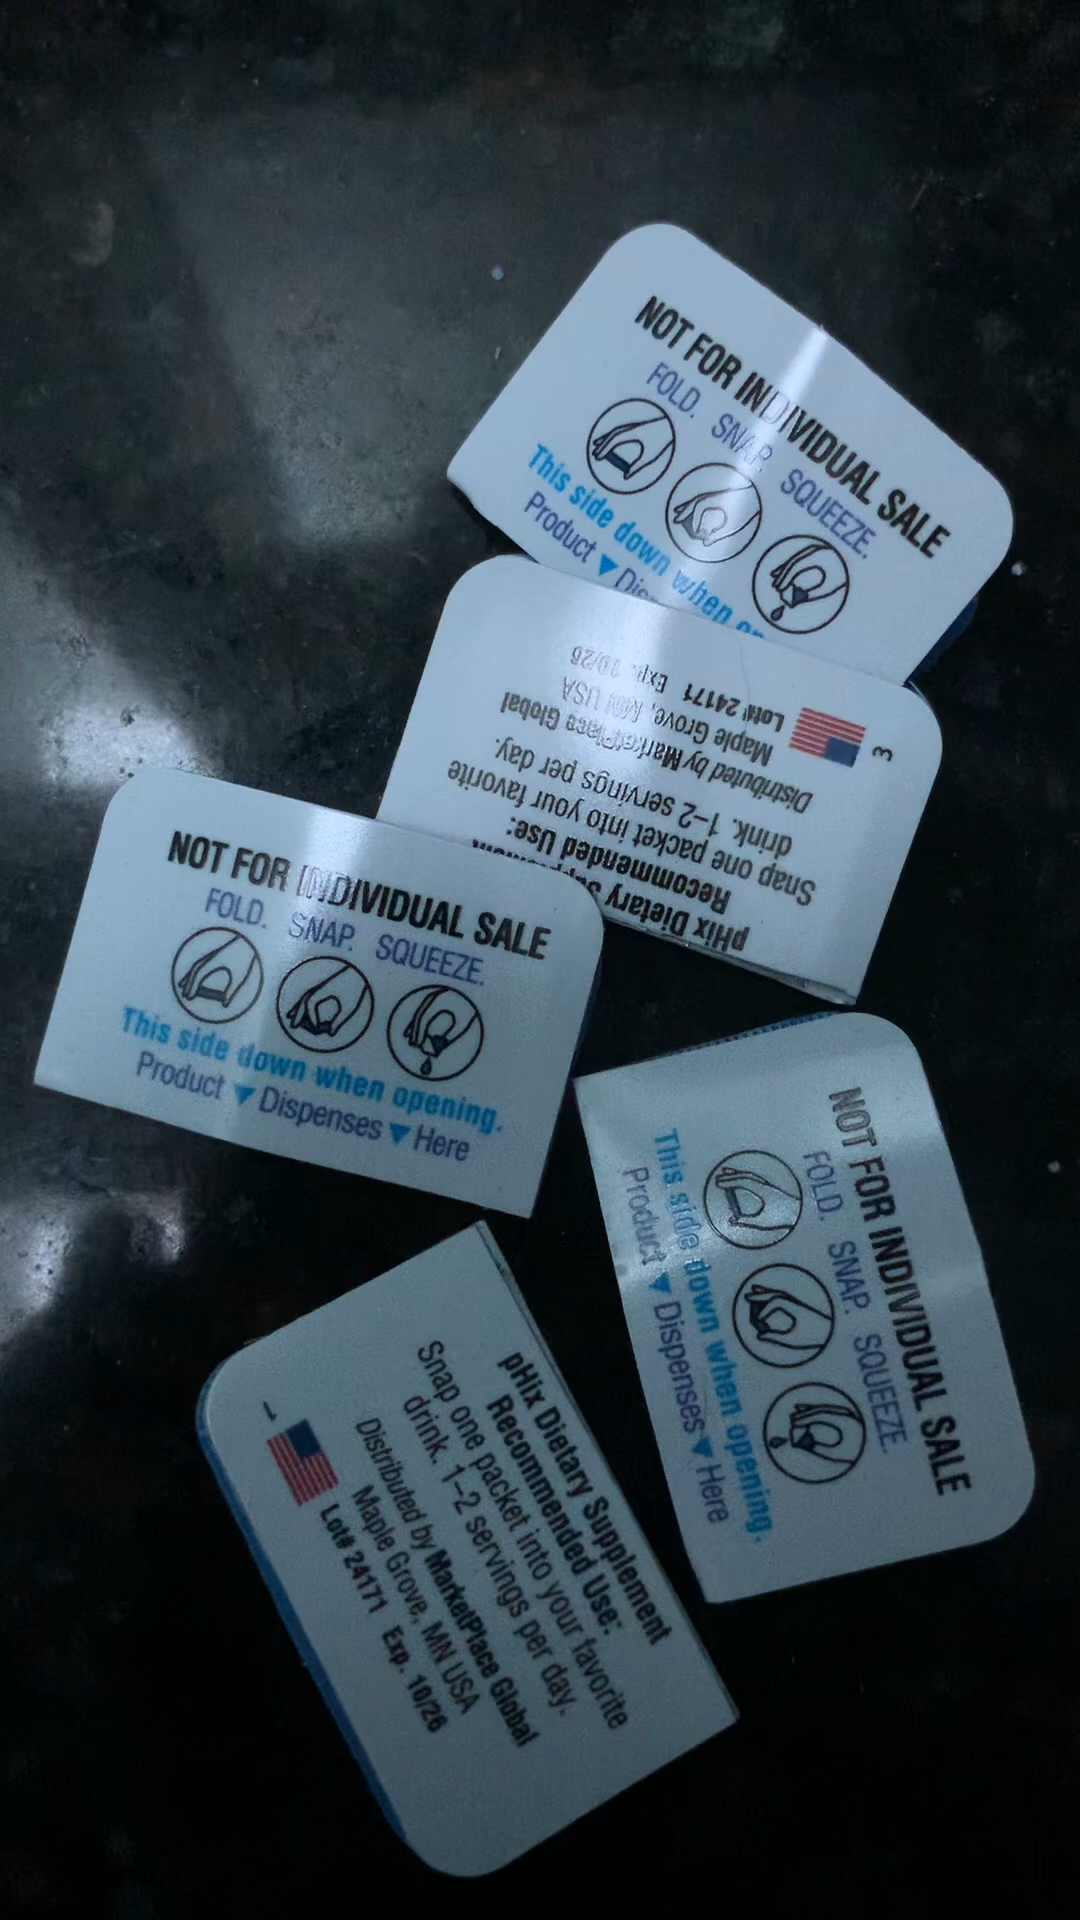 NOT FOR INDIVIDUAL SALE
FOLD. SNAP. SQUEEZE.
This side down when op
Product ▼ Dis
pHix Dietary
Recommended Use:
Snap one packet into your favorite
drink. 1–2 servings per day.
Distributed by MarketPlace Global
Maple Grove, MN USA
Lot# 24171 Exp. 10/26
3
NOT FOR INDIVIDUAL SALE
FOLD. SNAP. SQUEEZE.
This side down when opening.
Product ▼ Dispenses ▼ Here
NOT FOR INDIVIDUAL SALE
FOLD. SNAP. SQUEEZE.
This side down when opening.
Product ▼ Dispenses ▼ Here
pHix Dietary Supplement
Recommended Use:
Snap one packet into your favorite
drink. 1–2 servings per day.
Distributed by MarketPlace Global
Maple Grove, MN USA
Lot# 24171 Exp. 10/26
1